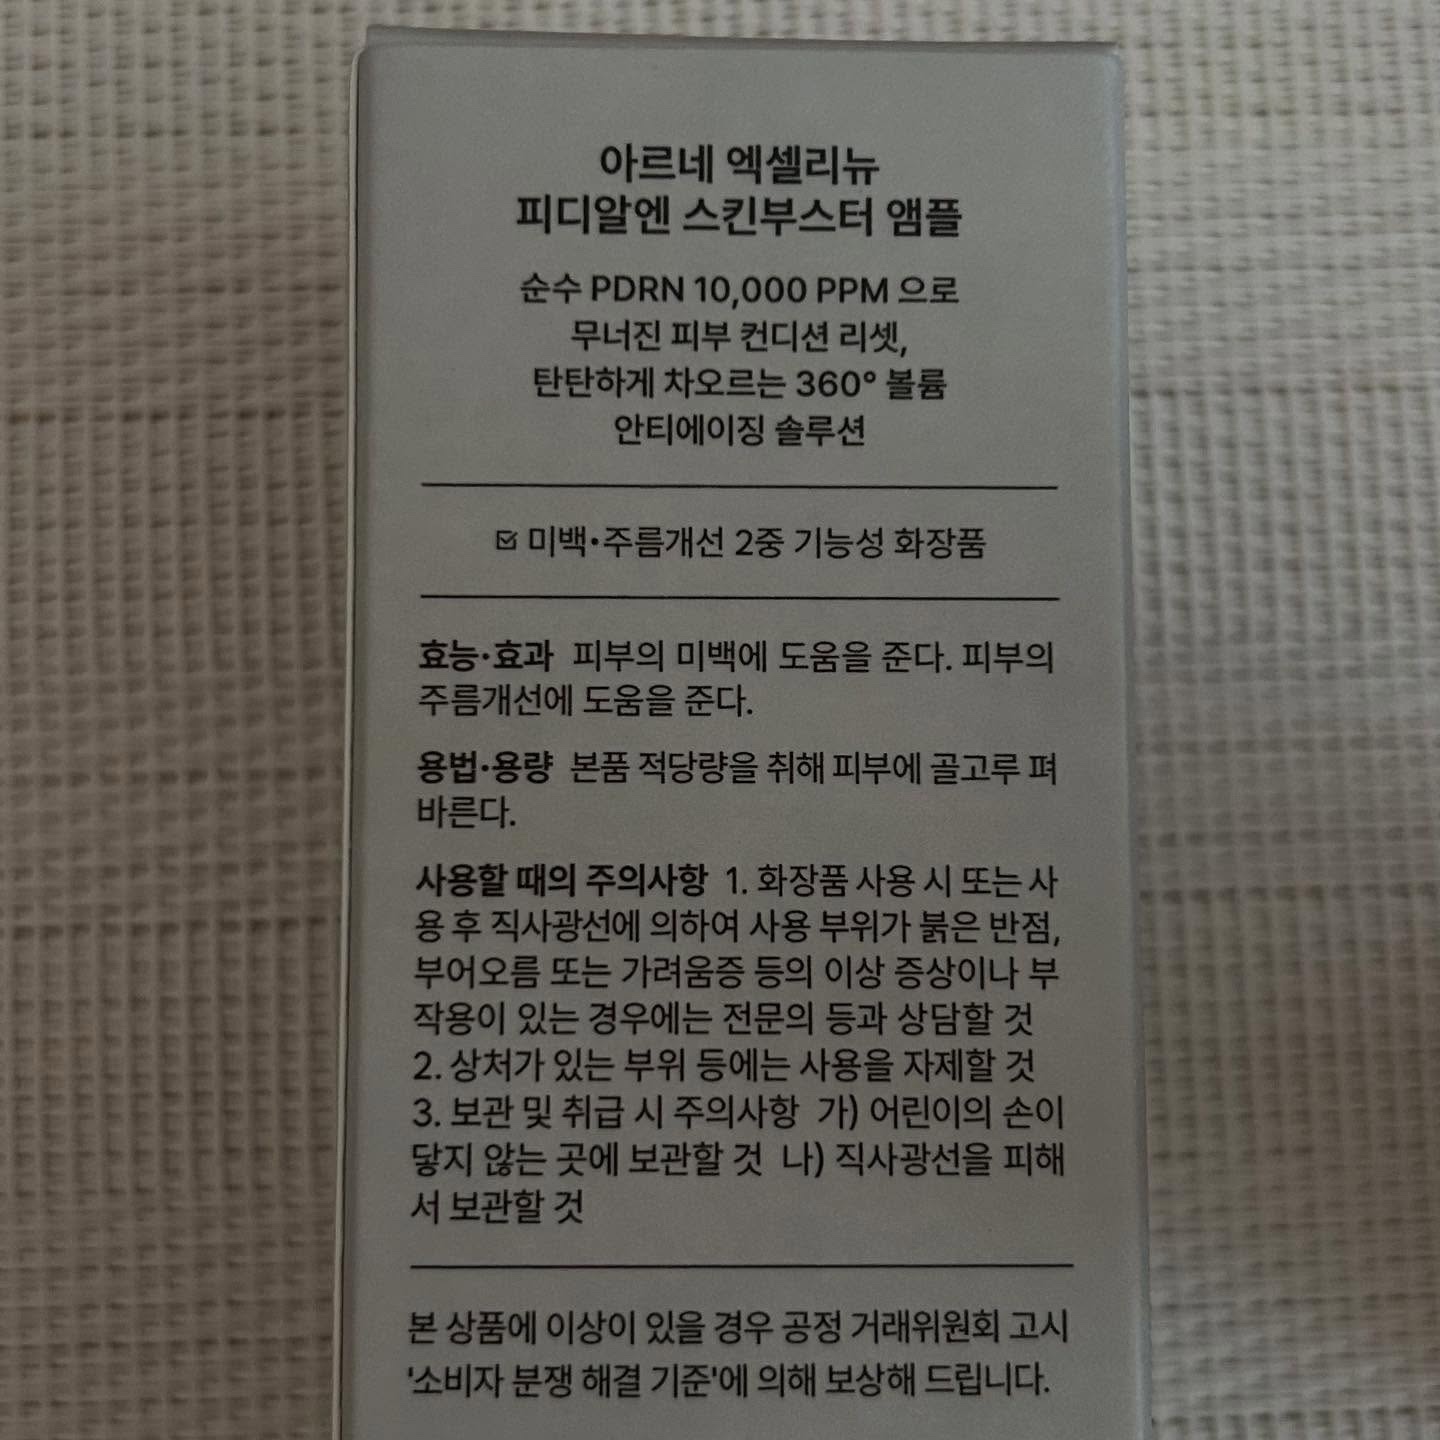 아르네 엑셀리뉴
피디알엔 스킨부스터 앰플
순수 PDRN 10,000 PPM 으로
무너진 피부 컨디션 리셋,
탄탄하게 차오르는 360° 볼륨
안티에이징 솔루션
☑ 미백•주름개선 2중 기능성 화장품
효능•효과 피부의 미백에 도움을 준다. 피부의
주름개선에 도움을 준다.
용법•용량 본품 적당량을 취해 피부에 골고루 펴
바른다.
사용할 때의 주의사항 1. 화장품 사용 시 또는 사
용 후 직사광선에 의하여 사용 부위가 붉은 반점,
부어오름 또는 가려움증 등의 이상 증상이나 부
작용이 있는 경우에는 전문의 등과 상담할 것
2. 상처가 있는 부위 등에는 사용을 자제할 것
3. 보관 및 취급 시 주의사항 가) 어린이의 손이
닿지 않는 곳에 보관할 것 나) 직사광선을 피해
서 보관할 것
본 상품에 이상이 있을 경우 공정 거래위원회 고시
'소비자 분쟁 해결 기준'에 의해 보상해 드립니다.